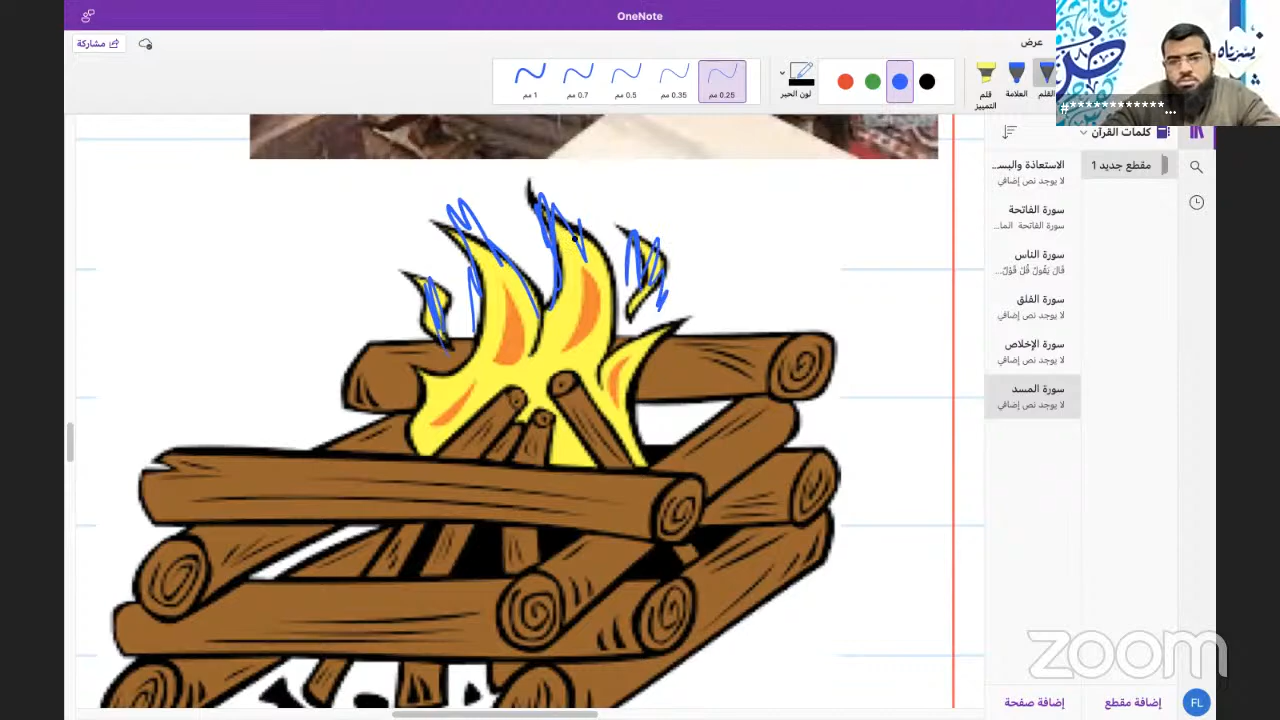 OneNote
مشاركة
عرض
1 مم
0.7 مم
0.5 مم
0.35 مم
0.25 مم
لون الحبر
قلم التمييز
العلامة
القلم
يسرناه
#************...
كلمات القرآن
مقطع جديد 1
الاستعاذة والبس...
لا يوجد نص إضافي
سورة الفاتحة
سورة الفاتحة الما...
سورة الناس
قَالَ يَقُولُ قُلْ قَوْلٌ...
سورة الفلق
لا يوجد نص إضافي
سورة الإخلاص
لا يوجد نص إضافي
سورة المسد
لا يوجد نص إضافي
zoom
إضافة صفحة
إضافة مقطع
FL